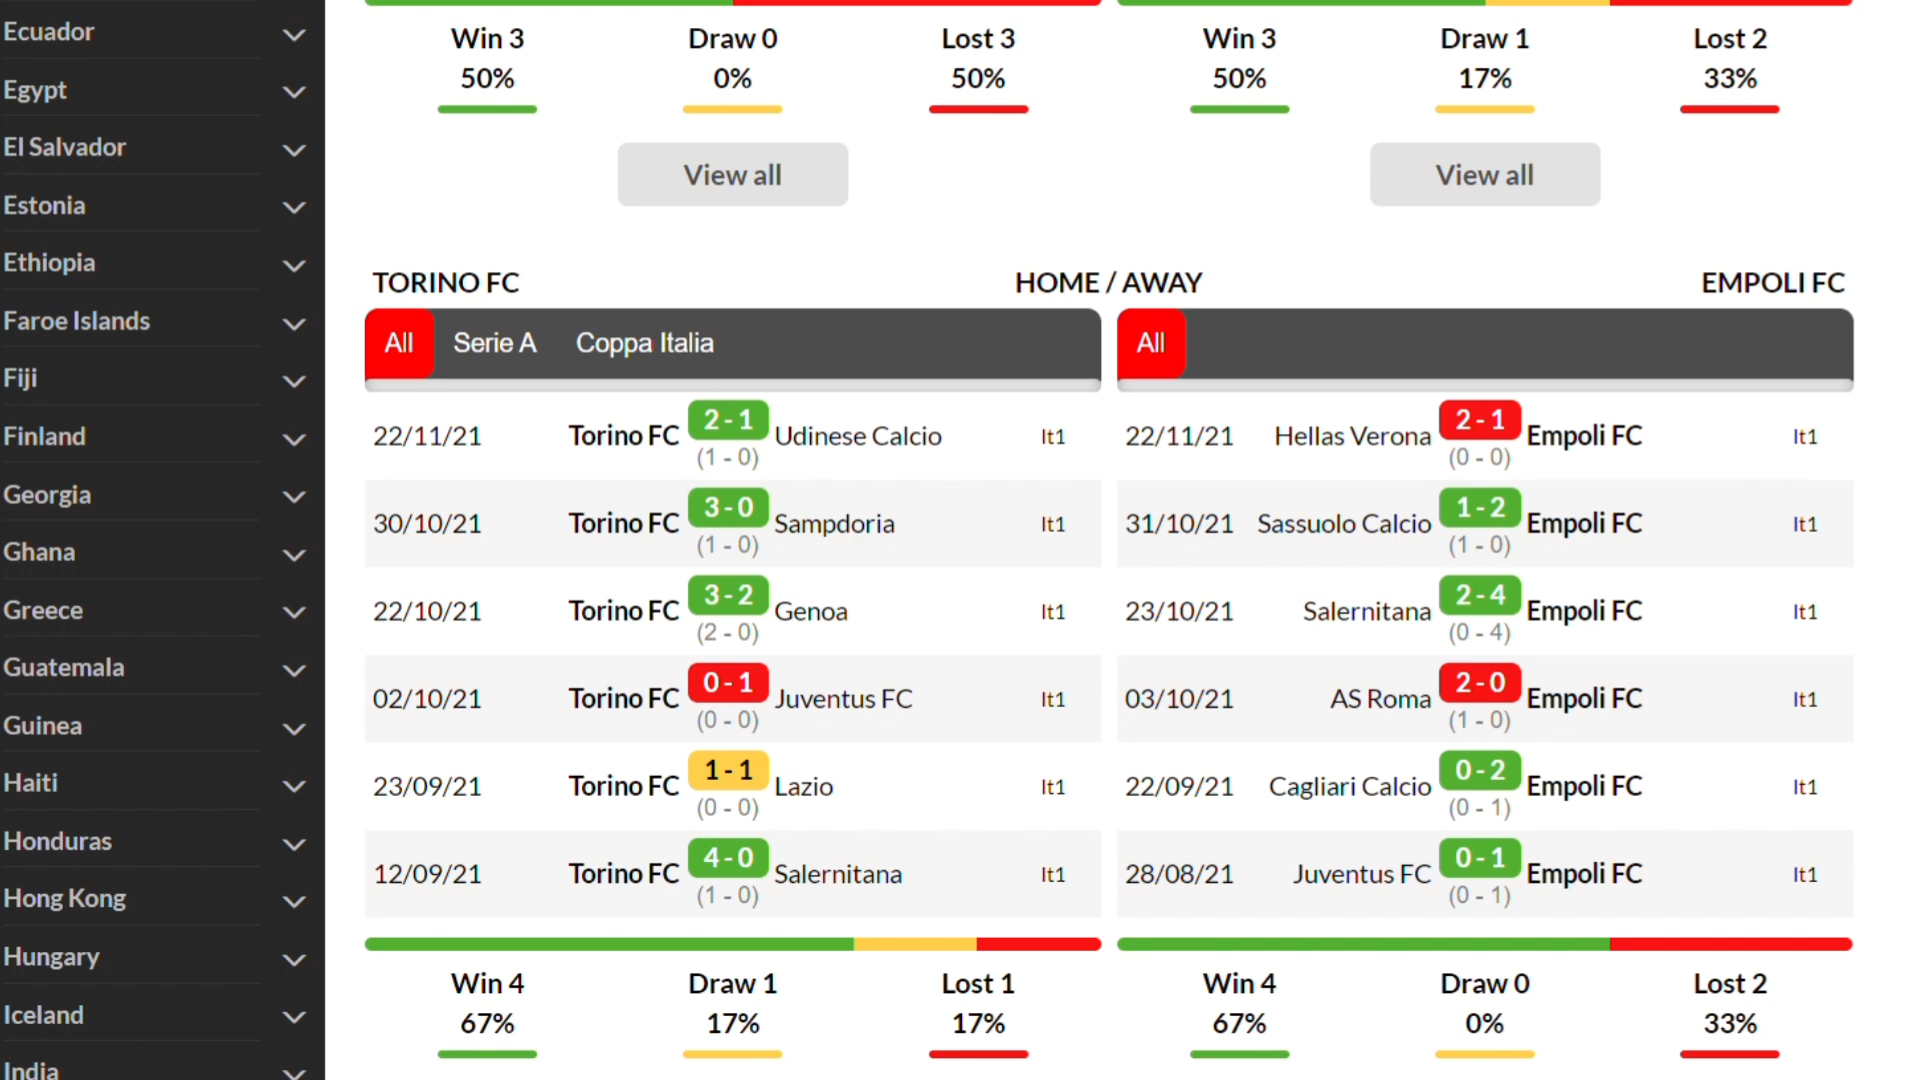 Ecuador
Egypt
El Salvador
Estonia
Ethiopia
Faroe Islands
Fiji
Finland
Georgia
Ghana
Greece
Guatemala
Guinea
Haiti
Honduras
Hong Kong
Hungary
Iceland
India
Win 3 Draw 0 Lost 3
50% 0% 50%
View all
Win 3 Draw 1 Lost 2
50% 17% 33%
View all
TORINO FC HOME / AWAY EMPOLI FC
All Serie A Coppa Italia
22/11/21 Torino FC 2 - 1 Udinese Calcio It1
(1 - 0)
30/10/21 Torino FC 3 - 0 Sampdoria It1
(1 - 0)
22/10/21 Torino FC 3 - 2 Genoa It1
(2 - 0)
02/10/21 Torino FC 0 - 1 Juventus FC It1
(0 - 0)
23/09/21 Torino FC 1 - 1 Lazio It1
(0 - 0)
12/09/21 Torino FC 4 - 0 Salernitana It1
(1 - 0)
Win 4 Draw 1 Lost 1
67% 17% 17%
All
22/11/21 Hellas Verona 2 - 1 Empoli FC It1
(0 - 0)
31/10/21 Sassuolo Calcio 1 - 2 Empoli FC It1
(1 - 0)
23/10/21 Salernitana 2 - 4 Empoli FC It1
(0 - 4)
03/10/21 AS Roma 2 - 0 Empoli FC It1
(1 - 0)
22/09/21 Cagliari Calcio 0 - 2 Empoli FC It1
(0 - 1)
28/08/21 Juventus FC 0 - 1 Empoli FC It1
(0 - 1)
Win 4 Draw 0 Lost 2
67% 0% 33%